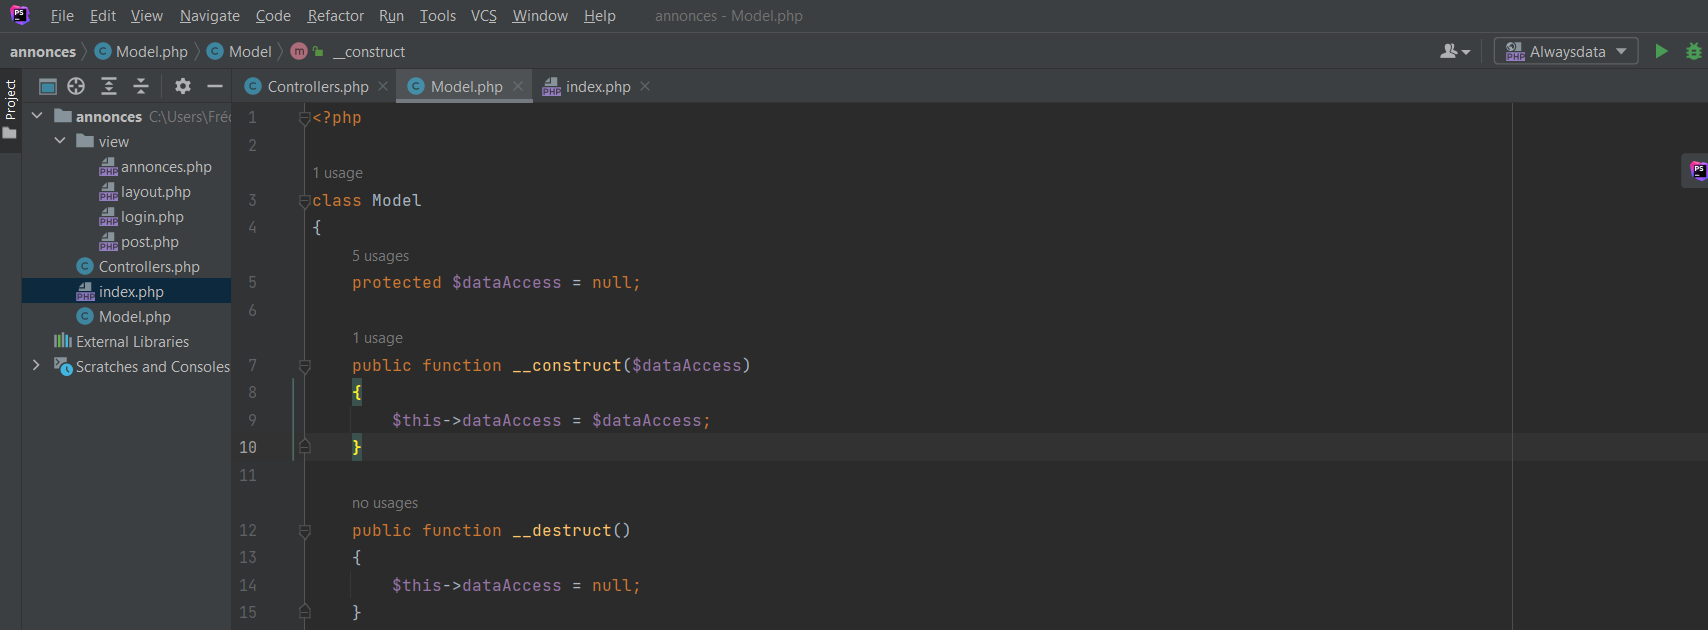 File Edit View Navigate Code Refactor Run Tools VCS Window Help annonces - Model.php
annonces Model.php Model m __construct Alwaysdata
Project
Controllers.php Model.php index.php
annonces C:\Users\Fréd
view
annonces.php
layout.php
login.php
post.php
Controllers.php
index.php
Model.php
External Libraries
Scratches and Consoles
1 <?php
2
1 usage
3 class Model
4 {
5 usages
5 protected $dataAccess = null;
6
1 usage
7 public function __construct($dataAccess)
8 {
9 $this->dataAccess = $dataAccess;
10 }
11
no usages
12 public function __destruct()
13 {
14 $this->dataAccess = null;
15 }